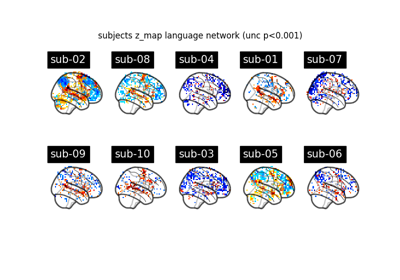 subjects z_map language network (unc p<0.001)
sub-02 sub-08 sub-04 sub-01 sub-07
sub-09 sub-10 sub-03 sub-05 sub-06